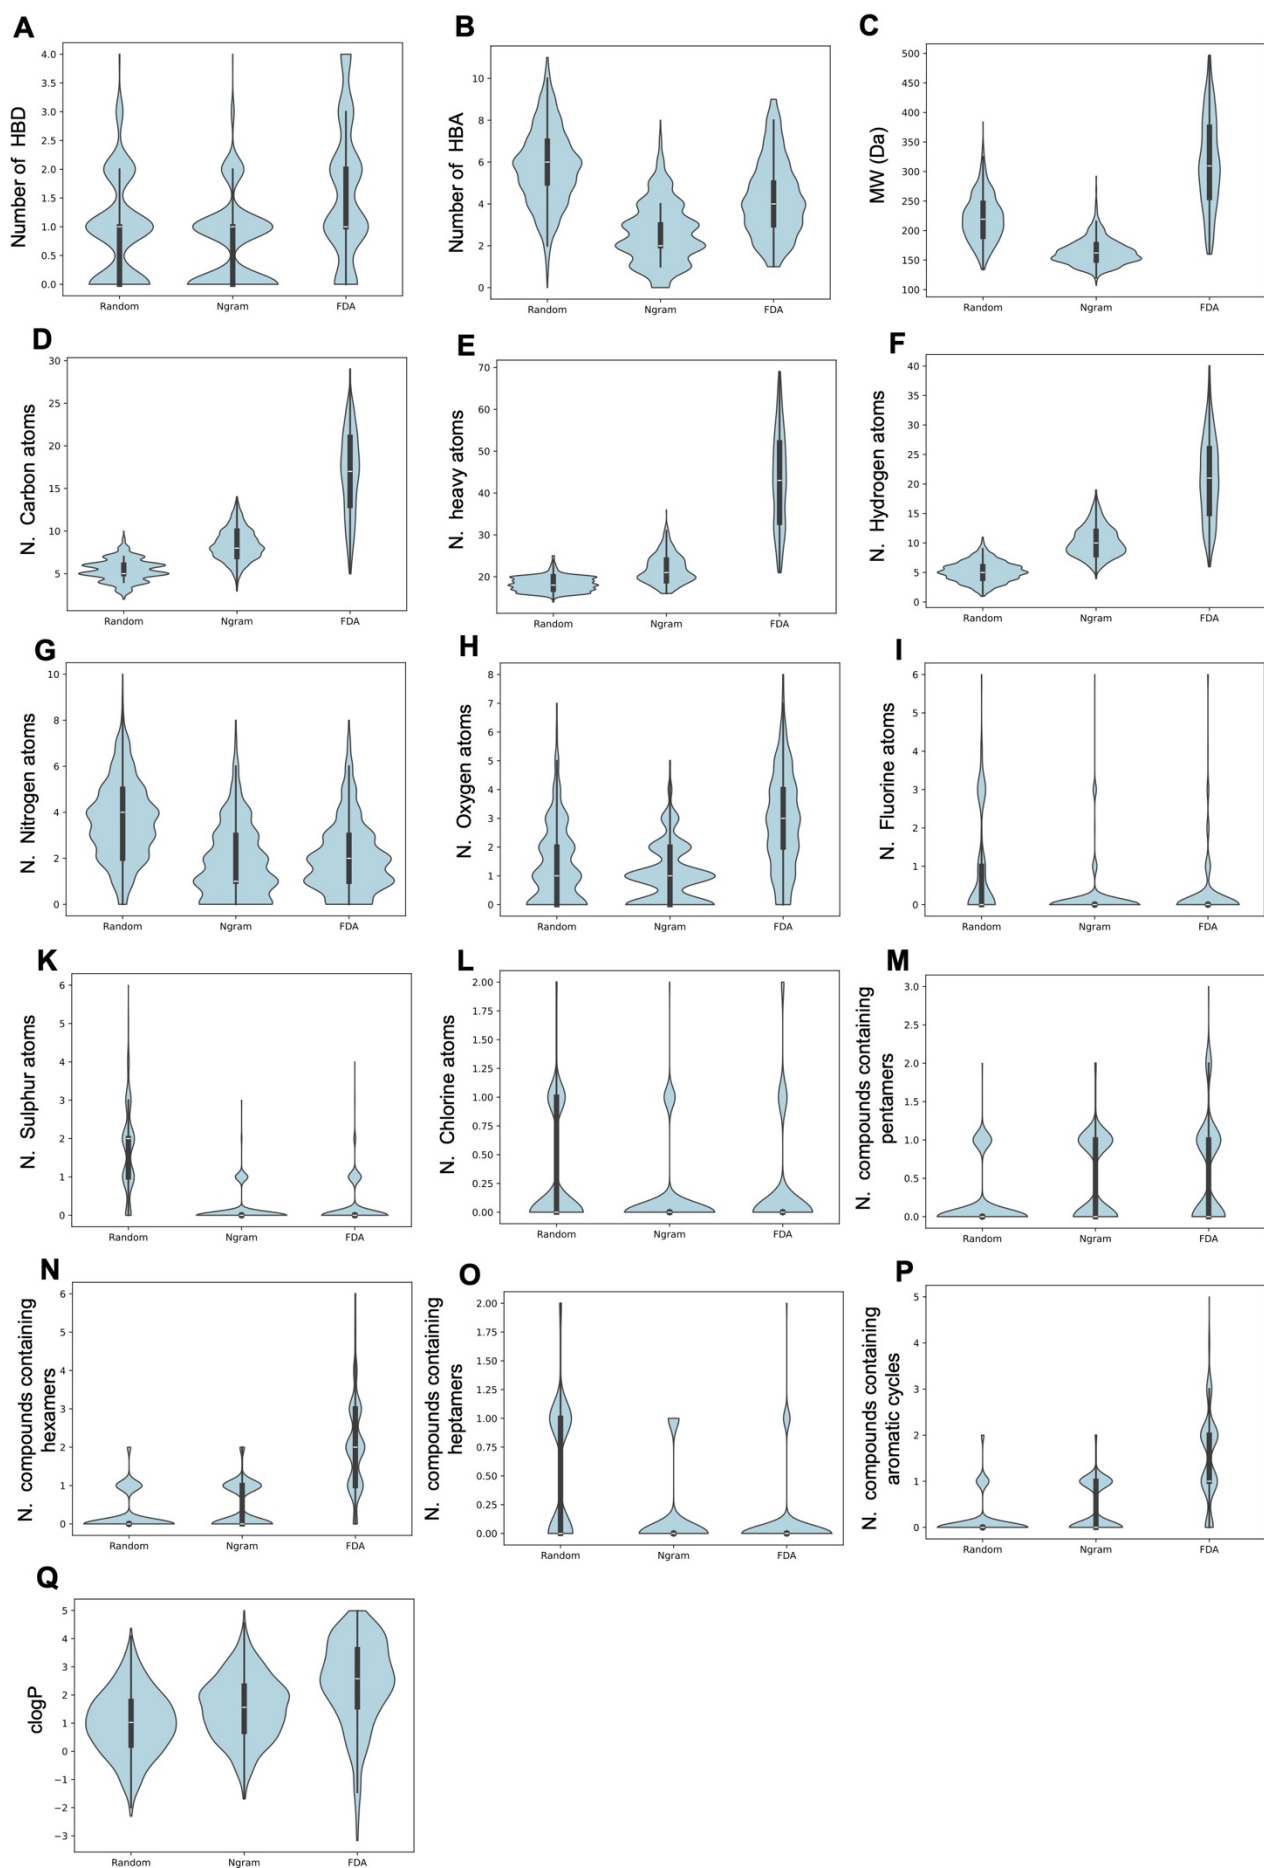 A
Number of HBD
4.0
3.5
3.0
2.5
2.0
1.5
1.0
0.5
0.0
Random Ngram FDA
B
Number of HBA
10
8
6
4
2
0
Random Ngram FDA
C
MW (Da)
500
450
400
350
300
250
200
150
100
Random Ngram FDA
D
N. Carbon atoms
30
25
20
15
10
5
Random Ngram FDA
E
N. heavy atoms
70
60
50
40
30
20
Random Ngram FDA
F
N. Hydrogen atoms
40
35
30
25
20
15
10
5
0
Random Ngram FDA
G
N. Nitrogen atoms
10
8
6
4
2
0
Random Ngram FDA
H
N. Oxygen atoms
8
7
6
5
4
3
2
1
0
Random Ngram FDA
I
N. Fluorine atoms
6
5
4
3
2
1
0
Random Ngram FDA
K
N. Sulphur atoms
6
5
4
3
2
1
0
Random Ngram FDA
L
N. Chlorine atoms
2.00
1.75
1.50
1.25
1.00
0.75
0.50
0.25
0.00
Random Ngram FDA
M
N. compounds containing
pentamers
3.0
2.5
2.0
1.5
1.0
0.5
0.0
Random Ngram FDA
N
N. compounds containing
hexamers
6
5
4
3
2
1
0
Random Ngram FDA
O
N. compounds containing
heptamers
2.00
1.75
1.50
1.25
1.00
0.75
0.50
0.25
0.00
Random Ngram FDA
P
N. compounds containing
aromatic cycles
5
4
3
2
1
0
Random Ngram FDA
Q
clogP
5
4
3
2
1
0
−1
−2
−3
Random Ngram FDA